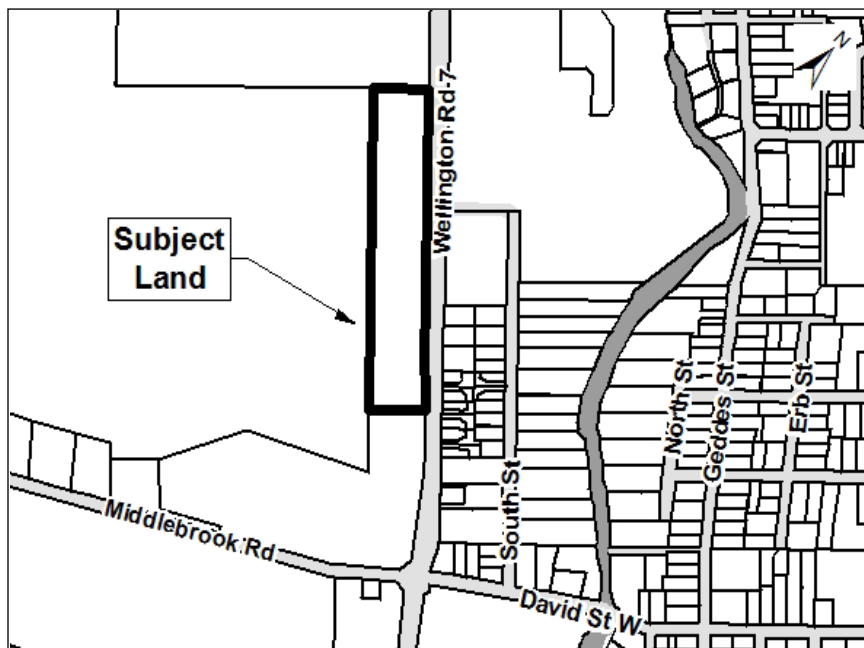 N
Wellington Rd 7
Subject
Land
North St
Geddes St
Erb St
South St
Middlebrook Rd
David St W